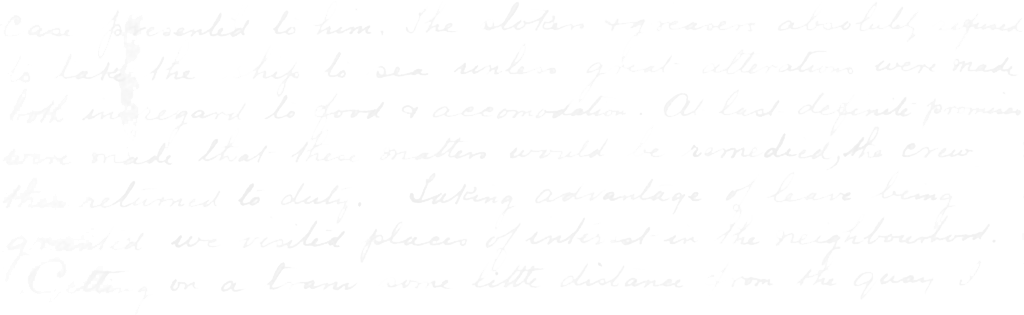 case presented to him. The stokers & greasers absolutely refused
to take the ship to sea unless great alterations were made
both in regard to food & accomodation. At last definite promises
were made that these matters would be remedied, the crew
then returned to duty. Taking advantage of leave being
granted we visited places of interest in the neighbourhood.
Getting on a tram some little distance from the quay I